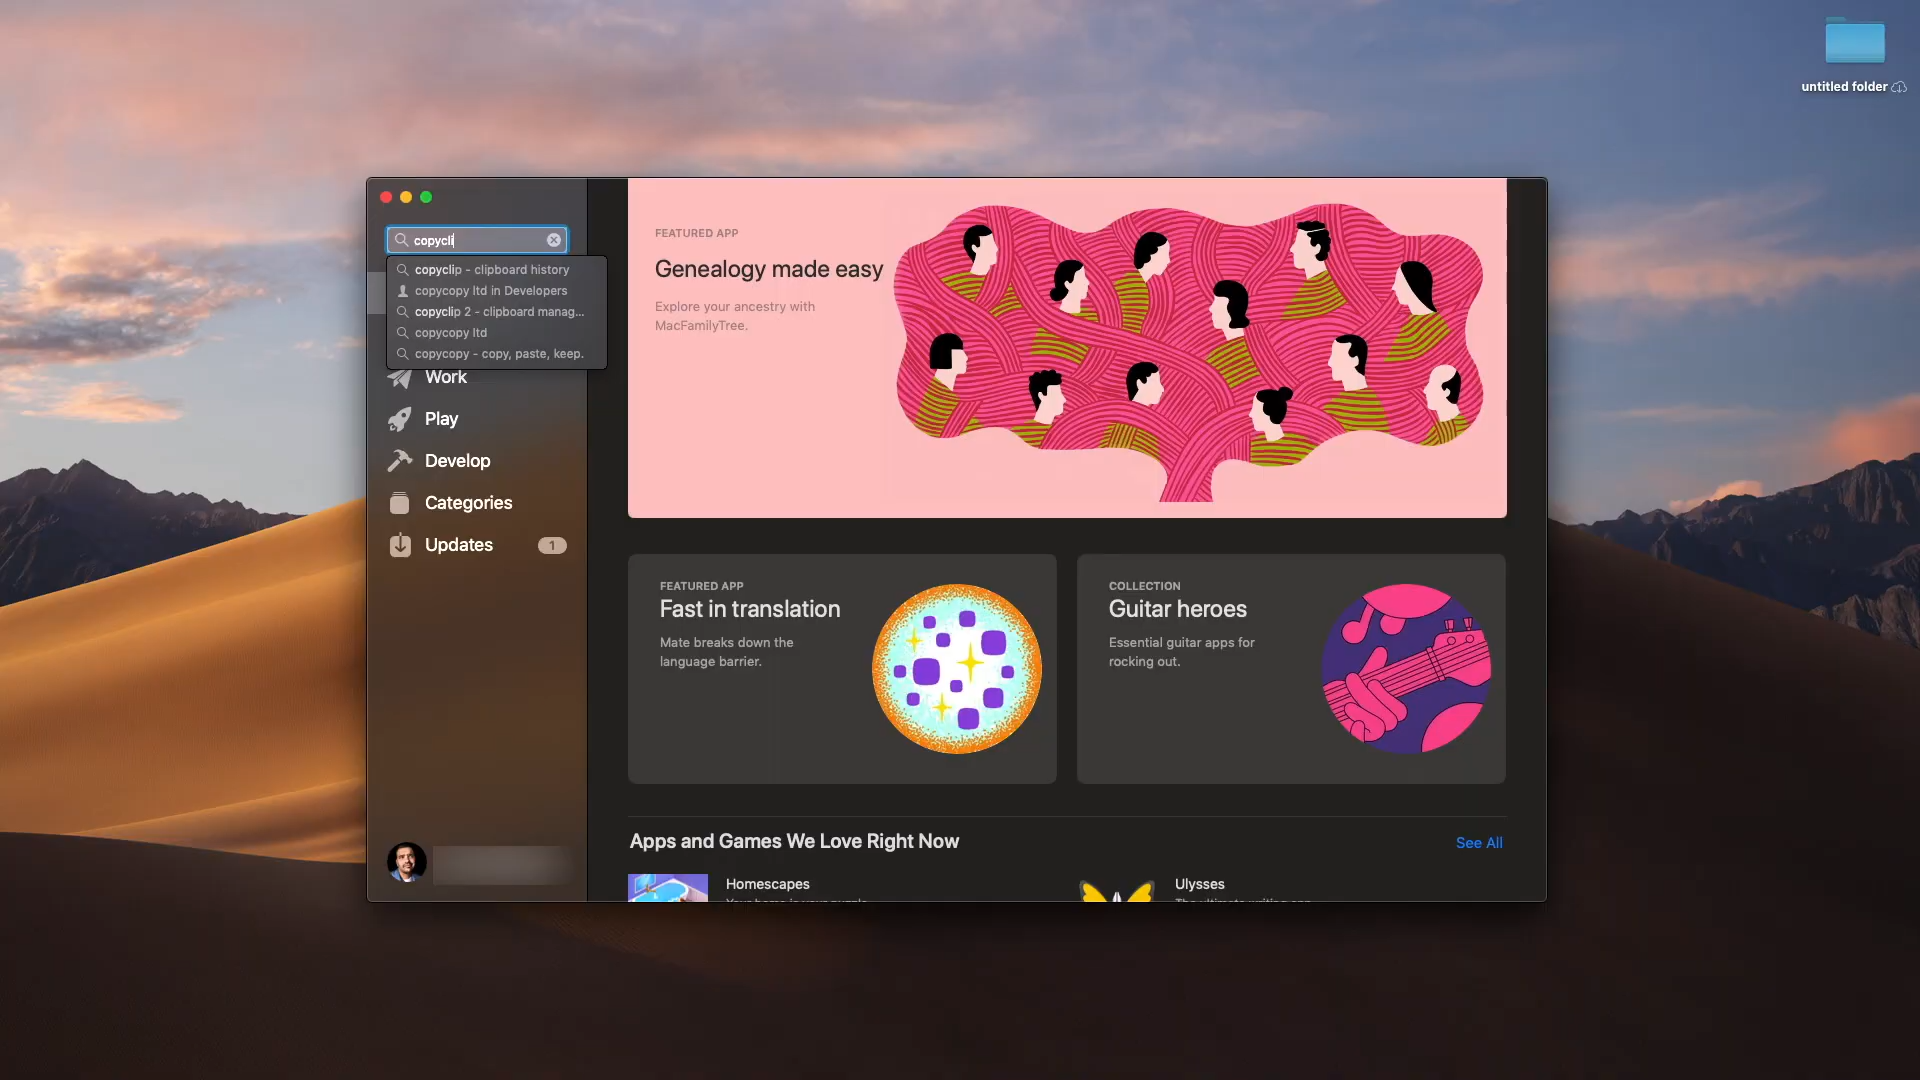 untitled folder
copycli
copyclip - clipboard history
copycopy ltd in Developers
copyclip 2 - clipboard manag...
copycopy ltd
copycopy - copy, paste, keep.
Work
Play
Develop
Categories
Updates
1
FEATURED APP
Genealogy made easy
Explore your ancestry with
MacFamilyTree.
FEATURED APP
Fast in translation
Mate breaks down the
language barrier.
COLLECTION
Guitar heroes
Essential guitar apps for
rocking out.
Apps and Games We Love Right Now
See All
Homescapes
Ulysses